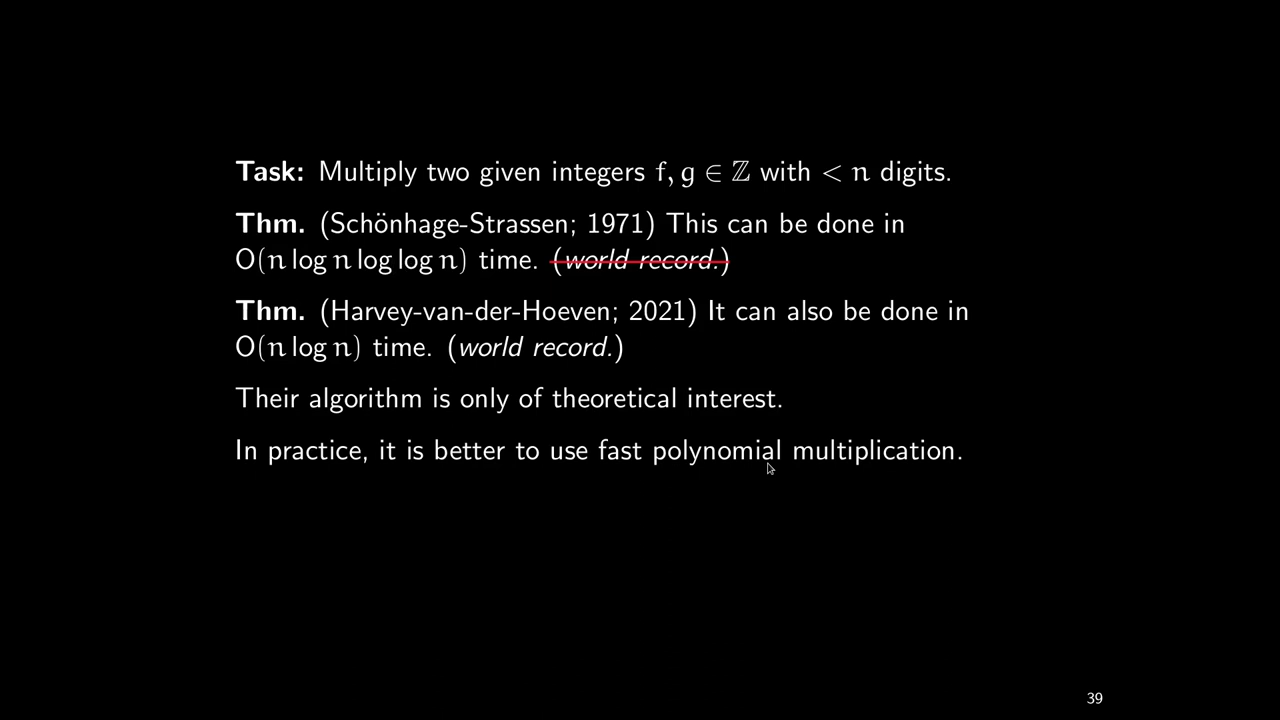 Task: Multiply two given integers f, g ∈ ℤ with < n digits.
Thm. (Schönhage-Strassen; 1971) This can be done in
O(n log n log log n) time. (world record.)
Thm. (Harvey-van-der-Hoeven; 2021) It can also be done in
O(n log n) time. (world record.)
Their algorithm is only of theoretical interest.
In practice, it is better to use fast polynomial multiplication.
39